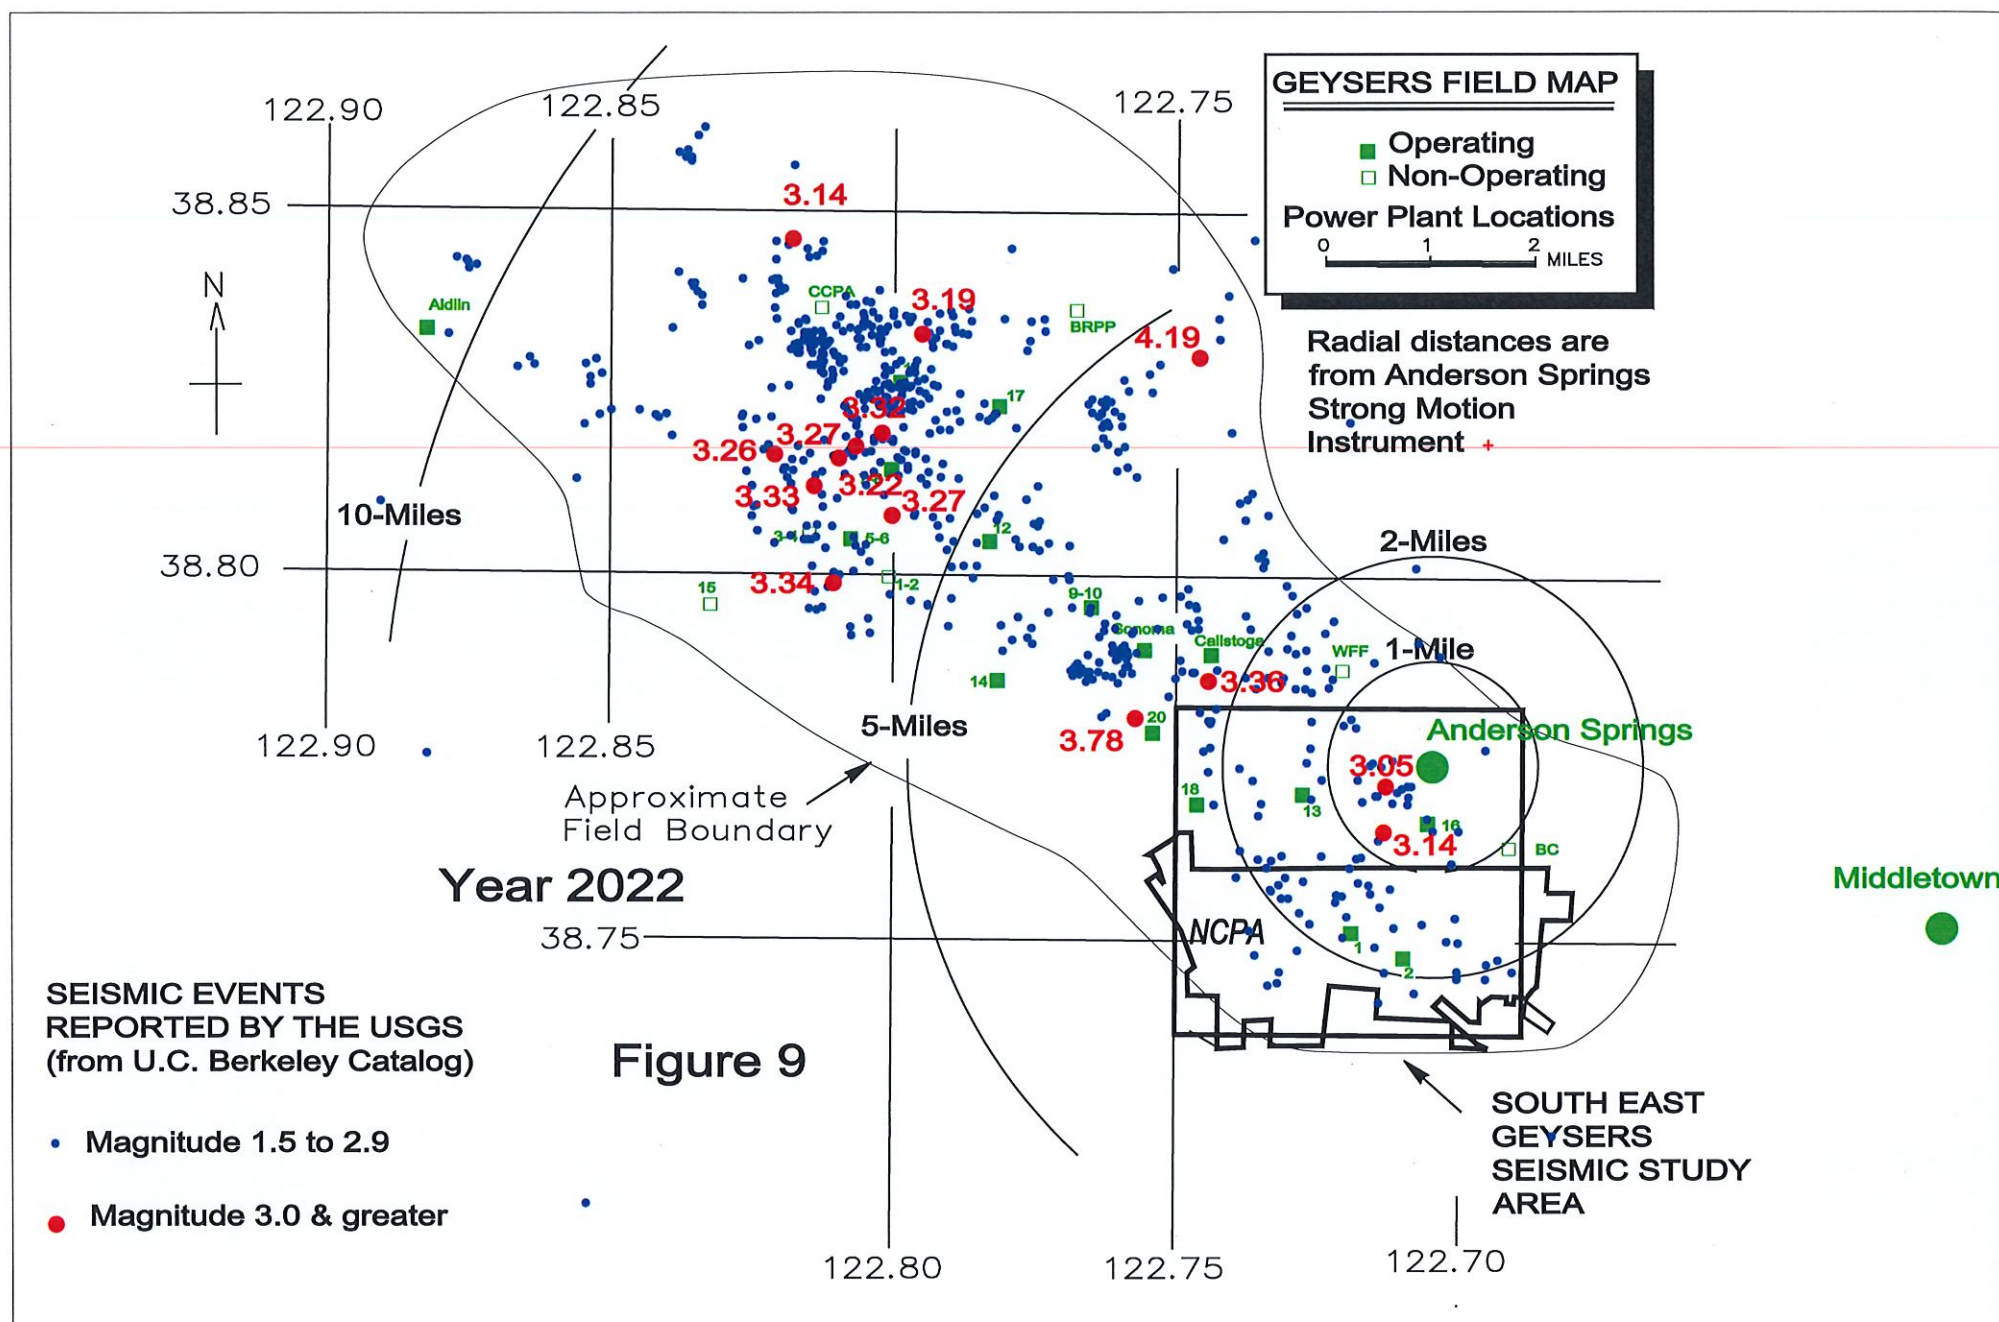 GEYSERS FIELD MAP
Operating
Non-Operating
Power Plant Locations
0 1 2
MILES
Radial distances are
from Anderson Springs
Strong Motion
Instrument +
122.90
122.85
122.75
38.85
N
3.14
CCPA
3.19
Aldlin
BRPP
4.19
17
3.32
3.27
3.26
3.22
3.33
3.27
10-Miles
12
5-6
2-Miles
38.80
3.34
1-2
15
9-10
Sonoma
Calistoga
WFF
1-Mile
14
3.36
20
3.78
5-Miles
Anderson Springs
122.90
122.85
3.05
Approximate
Field Boundary
18
13
16
3.14
BC
Year 2022
Middletown
38.75
NCPA
1
2
SEISMIC EVENTS
REPORTED BY THE USGS
(from U.C. Berkeley Catalog)
Figure 9
Magnitude 1.5 to 2.9
Magnitude 3.0 & greater
SOUTH EAST
GEYSERS
SEISMIC STUDY
AREA
122.80
122.75
122.70